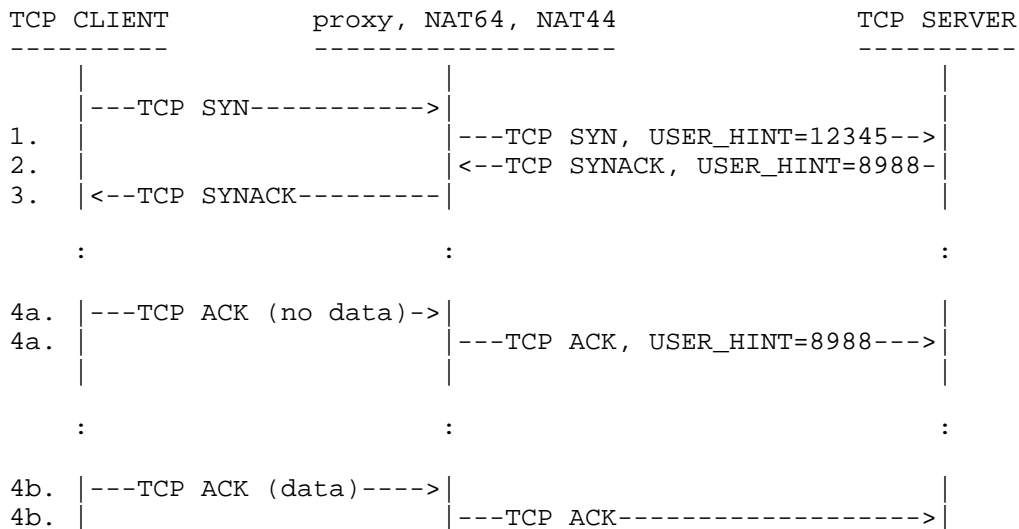 TCP CLIENT         proxy, NAT64, NAT44               TCP SERVER
----------         -------------------               ----------
    |                       |                              |
    |---TCP SYN----------->|                              |
1.  |                       |---TCP SYN, USER_HINT=12345-->|
2.  |                       |<--TCP SYNACK, USER_HINT=8988-|
3.  |<--TCP SYNACK---------|                              |
    :                       :                              :
4a. |---TCP ACK (no data)->|                              |
4a. |                       |---TCP ACK, USER_HINT=8988--->|
    |                       |                              |
    :                       :                              :
4b. |---TCP ACK (data)---->|                              |
4b. |                       |---TCP ACK------------------->|